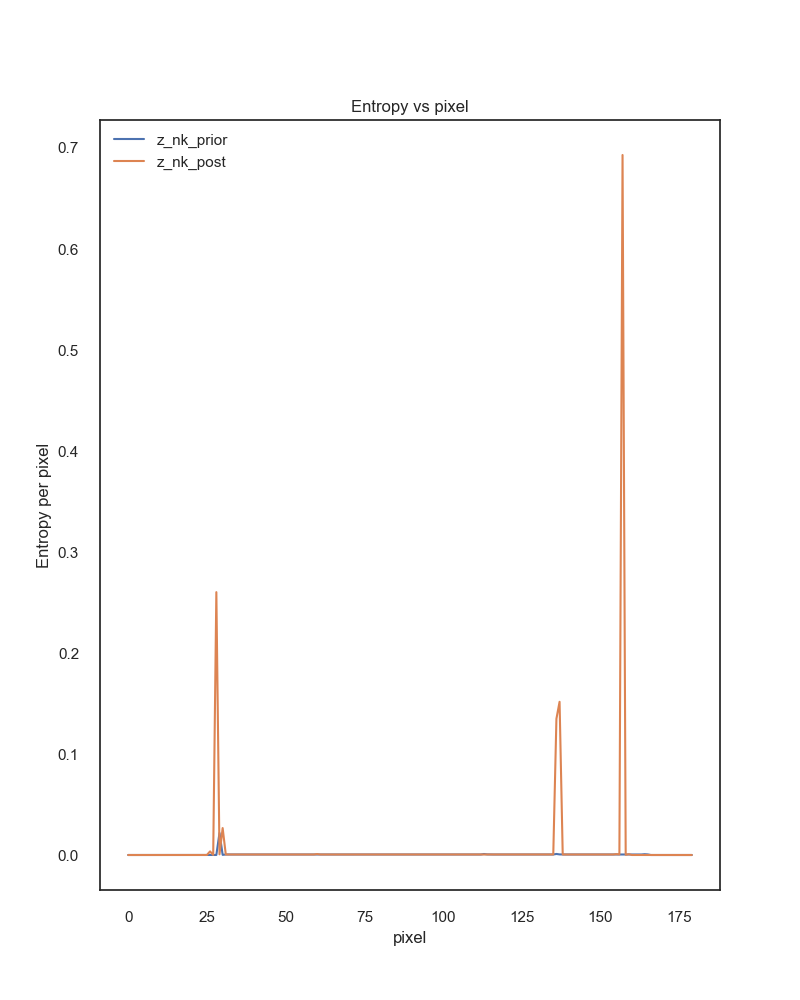 Entropy vs pixel
z_nk_prior
z_nk_post
0.7
0.6
0.5
0.4
0.3
0.2
0.1
0.0
Entropy per pixel
0 25 50 75 100 125 150 175
pixel